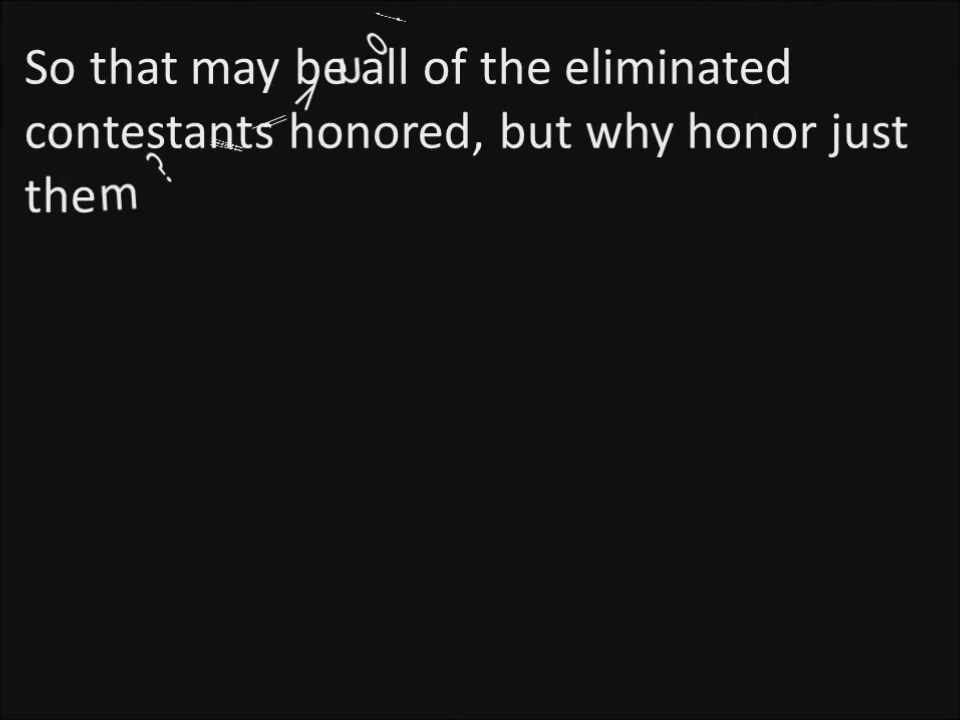 So that may be all of the eliminated
contestants honored, but why honor just
them?